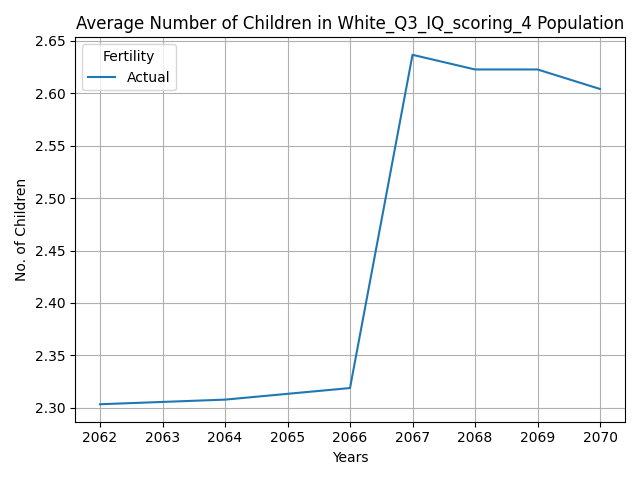 Average Number of Children in White_Q3_IQ_scoring_4 Population
Fertility
Actual
No. of Children
2.65
2.60
2.55
2.50
2.45
2.40
2.35
2.30
2062 2063 2064 2065 2066 2067 2068 2069 2070
Years